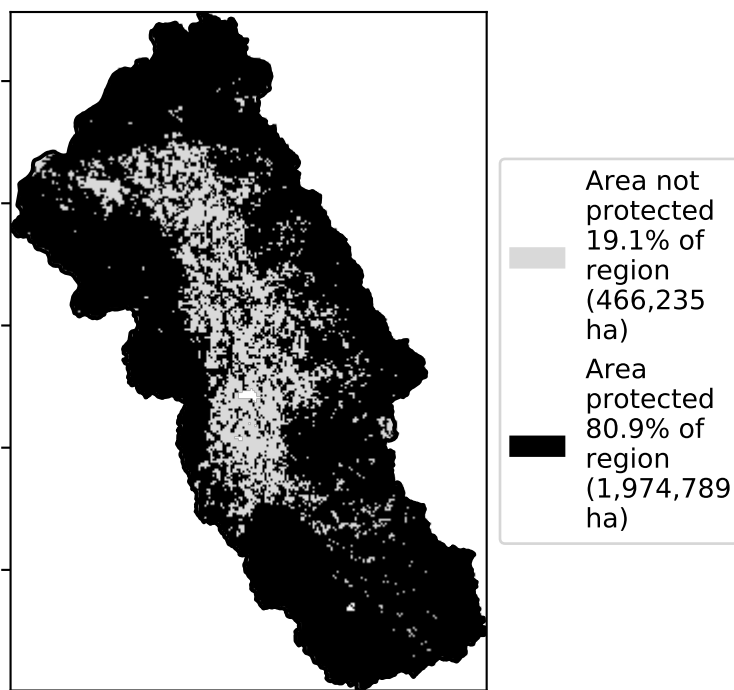 Area not
protected
19.1% of
region
(466,235
ha)
Area
protected
80.9% of
region
(1,974,789
ha)